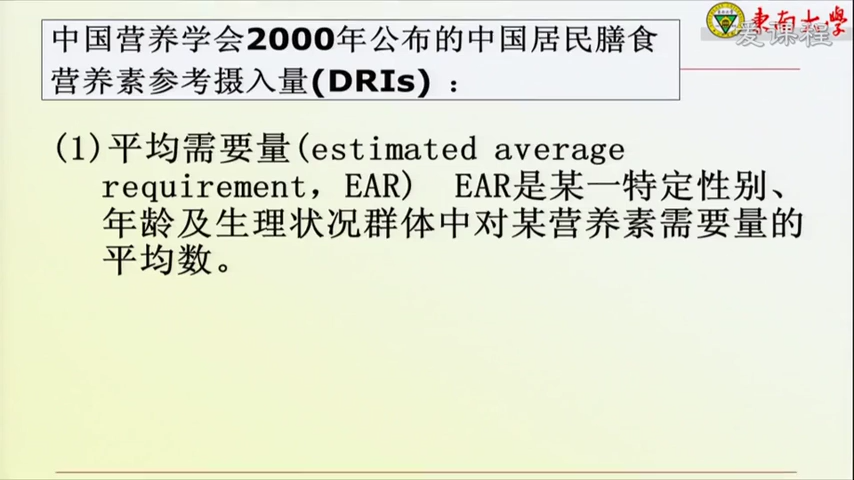 中国营养学会2000年公布的中国居民膳食
营养素参考摄入量(DRIs)：
东南大学
爱课程
(1)平均需要量(estimated average
requirement，EAR) EAR是某一特定性别、
年龄及生理状况群体中对某营养素需要量的
平均数。